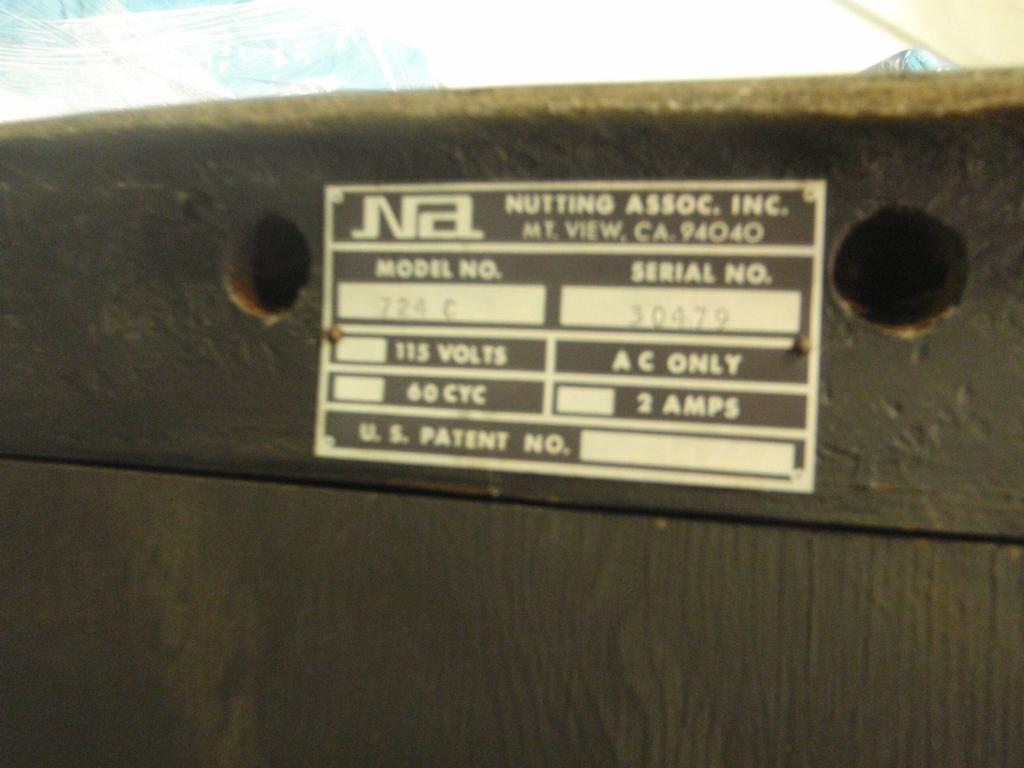 Na NUTTING ASSOC. INC.
MT. VIEW, CA. 94040
MODEL NO. SERIAL NO.
724 C 30479
115 VOLTS AC ONLY
60 CYC 2 AMPS
U. S. PATENT NO.